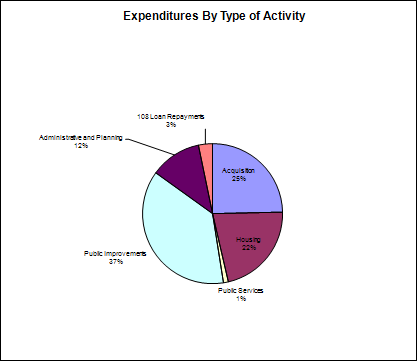 Expenditures By Type of Activity
108 Loan Repayments
3%
Administrative and Planning
12%
Acquisition
25%
Housing
22%
Public Improvements
37%
Public Services
1%